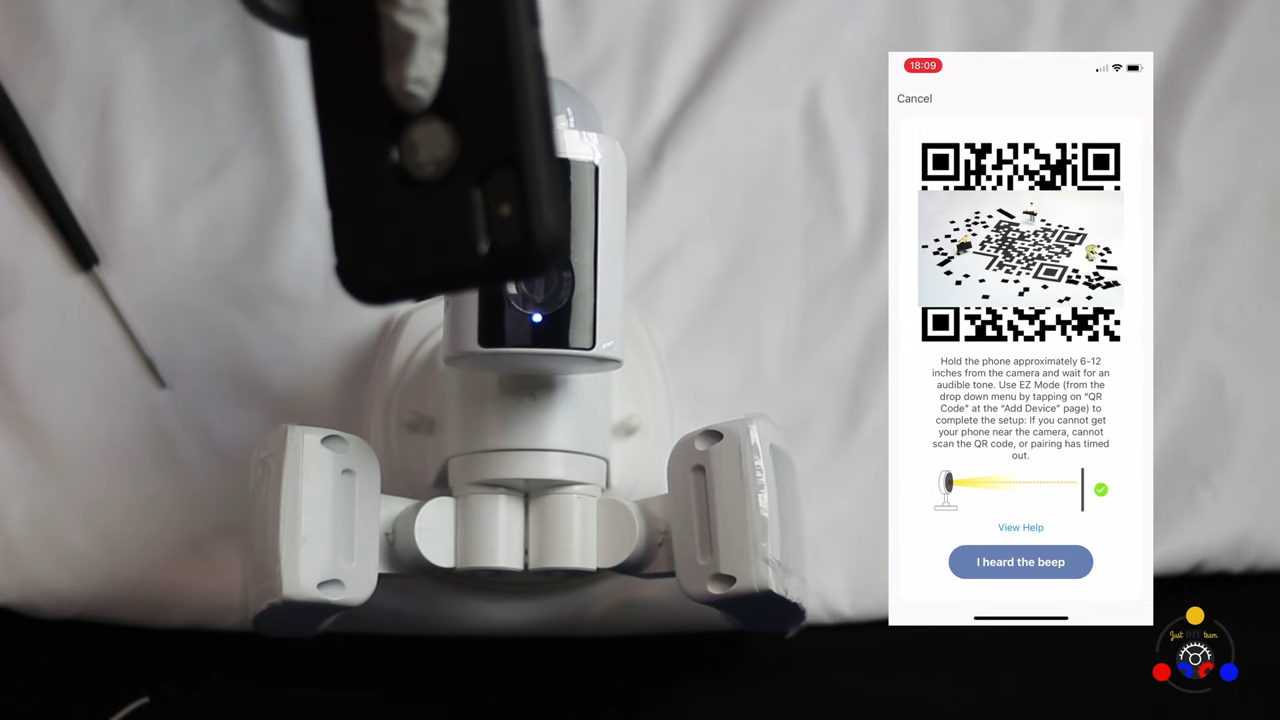 18:09
Cancel
Hold the phone approximately 6-12
inches from the camera and wait for an
audible tone. Use EZ Mode (from the
drop down menu by tapping on “QR
Code” at the “Add Device” page) to
complete the setup: If you cannot get
your phone near the camera, cannot
scan the QR code, or pairing has timed
out.
View Help
I heard the beep
Just DIY team